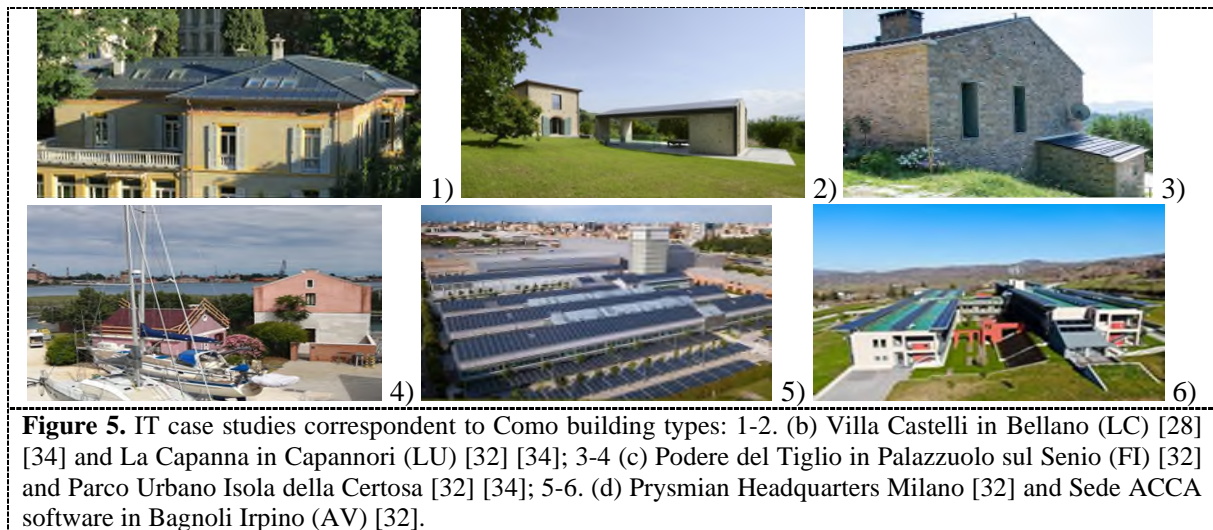 1)
2)
3)
4)
5)
6)
Figure 5. IT case studies correspondent to Como building types: 1-2. (b) Villa Castelli in Bellano (LC) [28]
[34] and La Capanna in Capannori (LU) [32] [34]; 3-4 (c) Podere del Tiglio in Palazzuolo sul Senio (FI) [32]
and Parco Urbano Isola della Certosa [32] [34]; 5-6. (d) Prysmian Headquarters Milano [32] and Sede ACCA
software in Bagnoli Irpino (AV) [32].